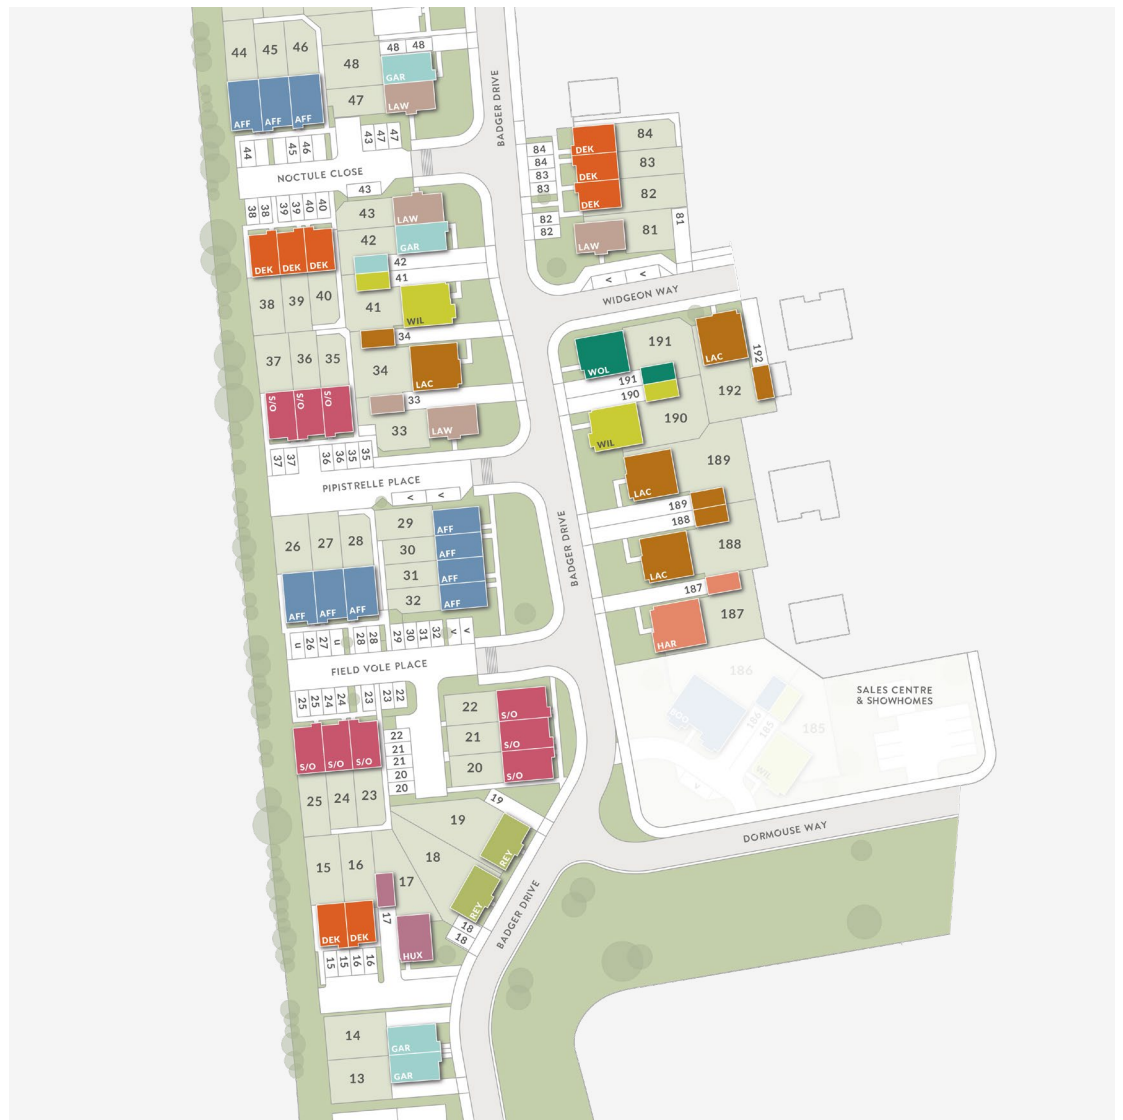 44
45
46
48
48
48
GAR
47
LAW
AFF
AFF
AFF
BADGER DRIVE
44
45
46
43
47
47
NOCTULE CLOSE
43
84
84
83
83
82
82
DEK
84
DEK
83
DEK
82
LAW
81
81
38
38
39
39
40
40
43
LAW
42
GAR
42
41
41
WIL
DEK
DEK
DEK
38
39
40
WIDGEON WAY
<
<
34
34
LAC
37
36
35
S/O
S/O
S/O
33
33
LAW
191
WOL
191
190
190
WIL
LAC
192
192
189
LAC
189
188
188
LAC
187
187
HAR
37
37
36
36
35
35
PIPISTRELLE PLACE
<
<
BADGER DRIVE
26
27
28
29
AFF
30
AFF
31
AFF
32
AFF
AFF
AFF
AFF
u
26
27
u
28
28
29
30
31
32
v
<
FIELD VOLE PLACE
25
25
24
24
23
23
22
22
S/O
21
S/O
20
S/O
22
21
21
20
20
S/O
S/O
S/O
25
24
23
186
186
185
185
WIL
v
SALES CENTRE
& SHOWHOMES
19
19
REY
18
REY
18
18
DORMOUSE WAY
BADGER DRIVE
15
16
17
17
DEK
DEK
HUX
15
15
16
16
14
GAR
13
GAR